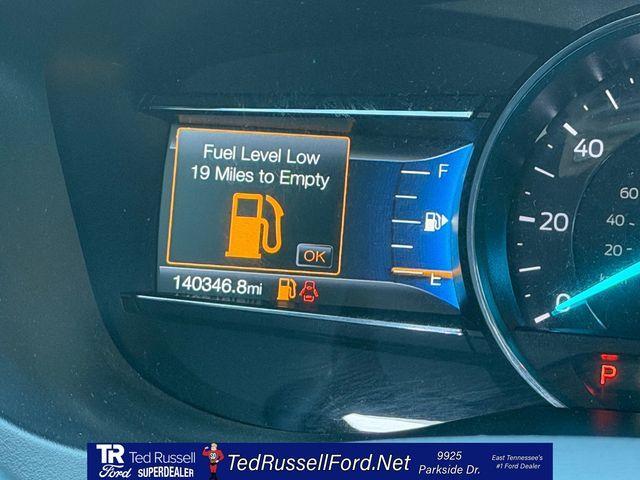 Fuel Level Low
19 Miles to Empty
OK
F
E
140346.8mi
40
20
0
60
40
20
P
TR
Ford
Ted Russell
SUPERDEALER
TedRussellFord.Net
9925
Parkside Dr.
East Tennessee's
#1 Ford Dealer